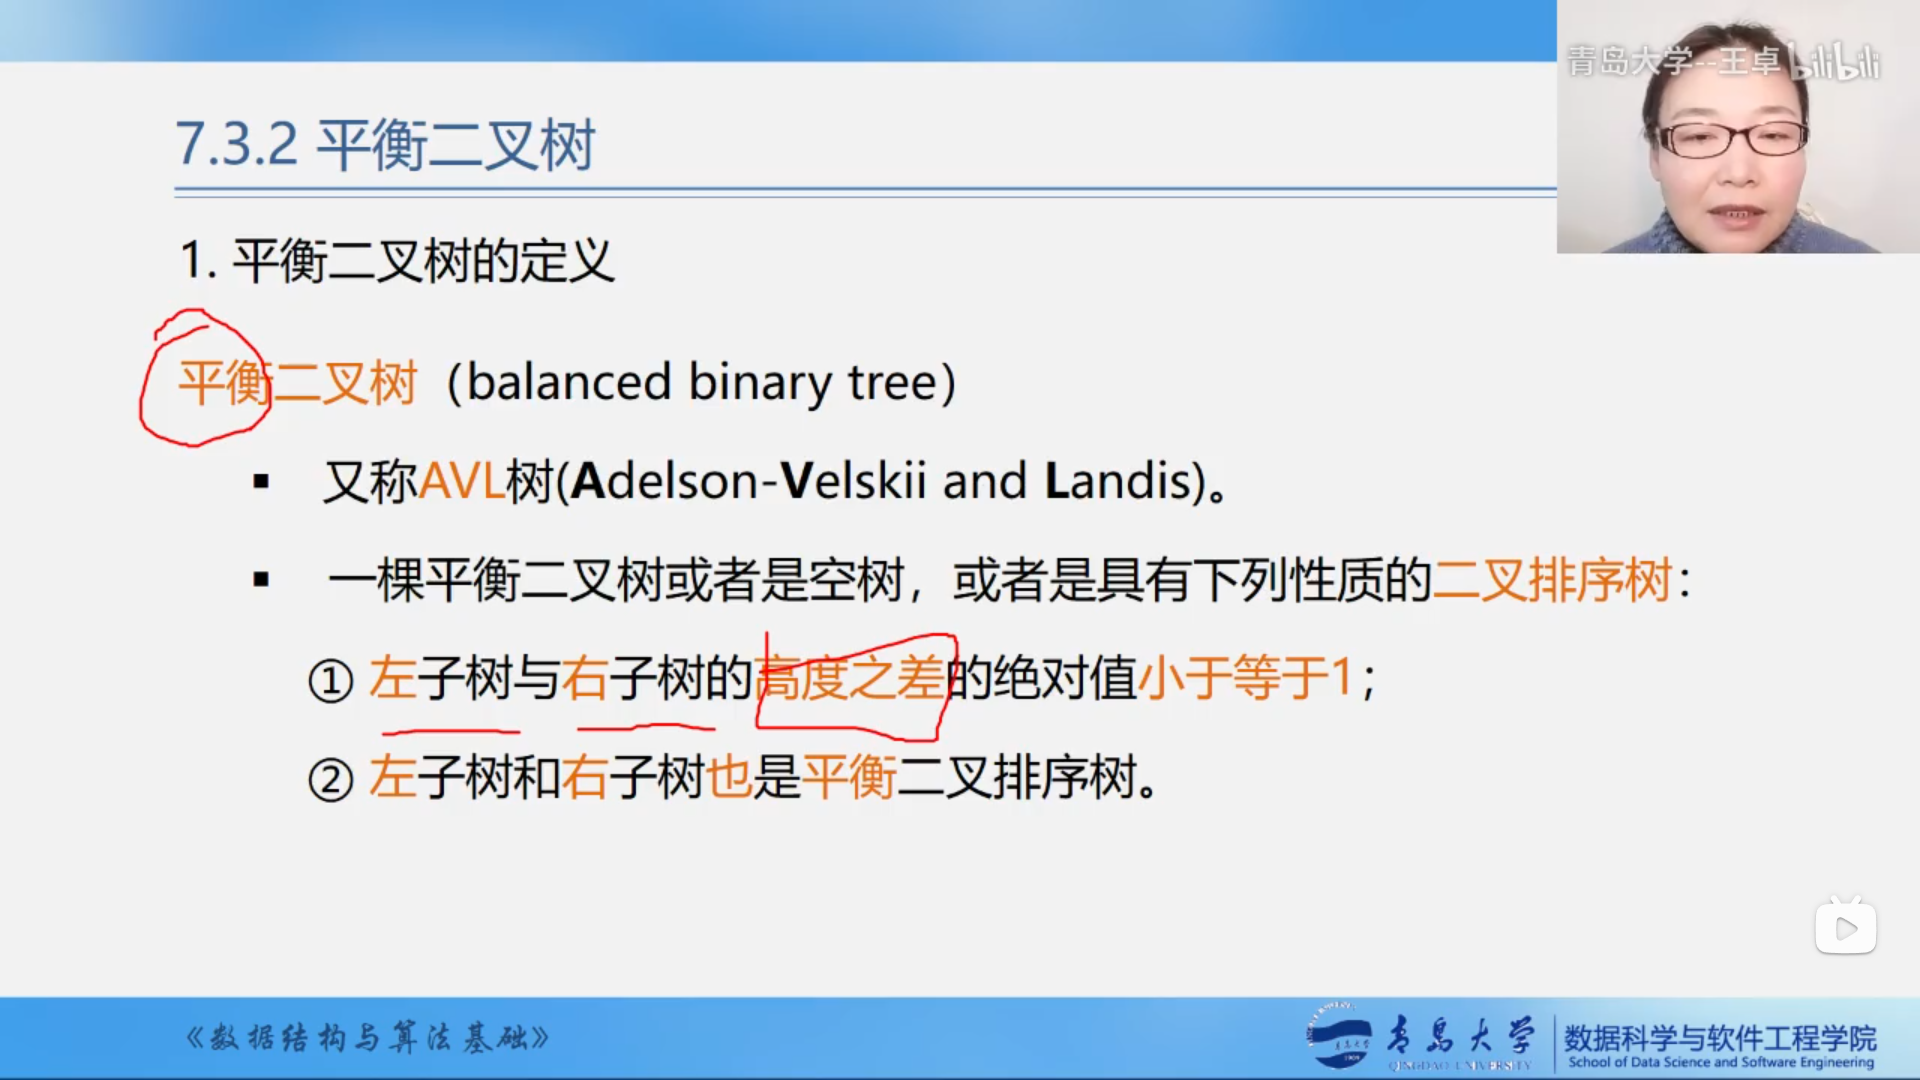 青岛大学--王卓 bilibili
7.3.2 平衡二叉树
1. 平衡二叉树的定义
平衡二叉树（balanced binary tree）
▪ 又称AVL树(Adelson-Velskii and Landis)。
▪ 一棵平衡二叉树或者是空树，或者是具有下列性质的二叉排序树：
① 左子树与右子树的高度之差的绝对值小于等于1；
② 左子树和右子树也是平衡二叉排序树。
《数据结构与算法基础》
青岛大学
QINGDAO UNIVERSITY
数据科学与软件工程学院
School of Data Science and Software Engineering